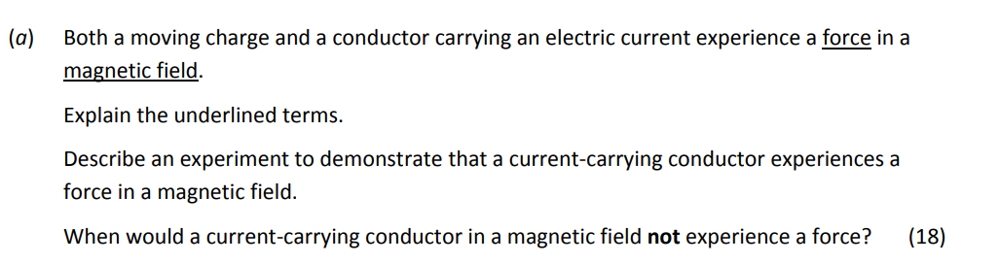 (a) Both a moving charge and a conductor carrying an electric current experience a force in a
magnetic field.
Explain the underlined terms.
Describe an experiment to demonstrate that a current-carrying conductor experiences a
force in a magnetic field.
When would a current-carrying conductor in a magnetic field not experience a force? (18)